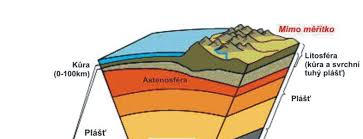 Mimo měřítko
Kůra
(0-100km)
Litosféra
(kůra a svrchní
tuhý plášť)
Astenosféra
Plášť
Plášť